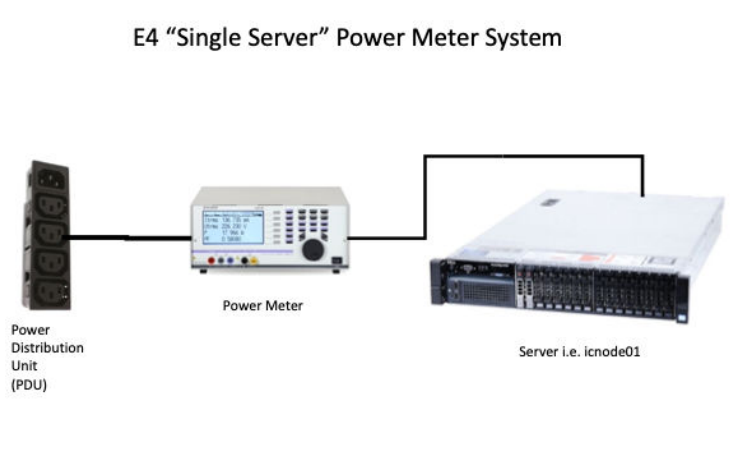 E4 “Single Server” Power Meter System
Power Meter
Server i.e. icnode01
Power
Distribution
Unit
(PDU)